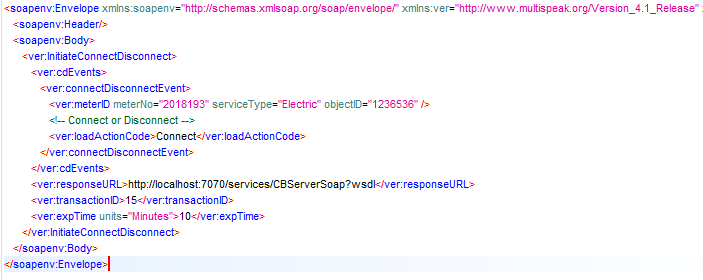 <soapenv:Envelope xmlns:soapenv="http://schemas.xmlsoap.org/soap/envelope/" xmlns:ver="http://www.multispeak.org/Version_4.1_Release"
<soapenv:Header/>
<soapenv:Body>
<ver:InitiateConnectDisconnect>
<ver:cdEvents>
<ver:connectDisconnectEvent>
<ver:meterID meterNo="2018193" serviceType="Electric" objectID="1236536" />
<!-- Connect or Disconnect -->
<ver:loadActionCode>Connect</ver:loadActionCode>
</ver:connectDisconnectEvent>
</ver:cdEvents>
<ver:responseURL>http://localhost:7070/services/CBServerSoap?wsdl</ver:responseURL>
<ver:transactionID>15</ver:transactionID>
<ver:expTime units="Minutes">10</ver:expTime>
</ver:InitiateConnectDisconnect>
</soapenv:Body>
</soapenv:Envelope>